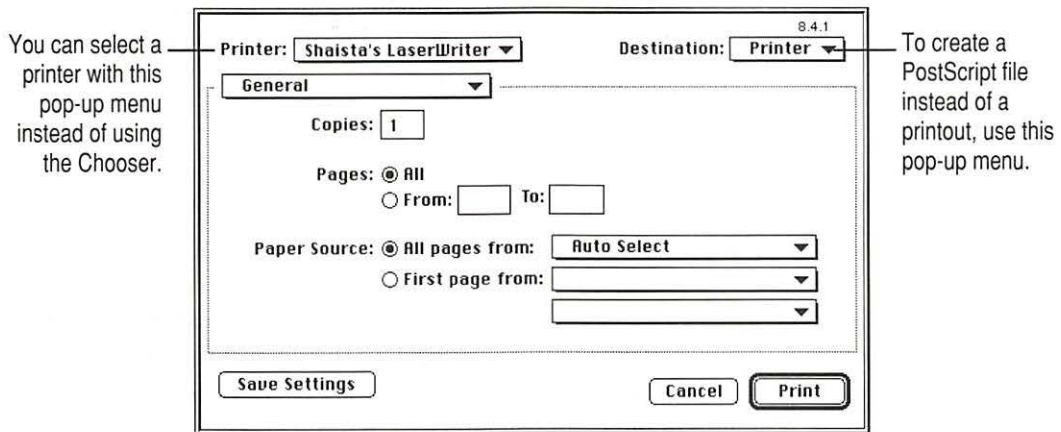 8.4.1
You can select a
printer with this
pop-up menu
instead of using
the Chooser.
Printer: Shaista's LaserWriter Destination: Printer
To create a
PostScript file
instead of a
printout, use this
pop-up menu.
General
Copies: 1
Pages: All
From: To:
Paper Source: All pages from: Auto Select
First page from:
Save Settings Cancel Print